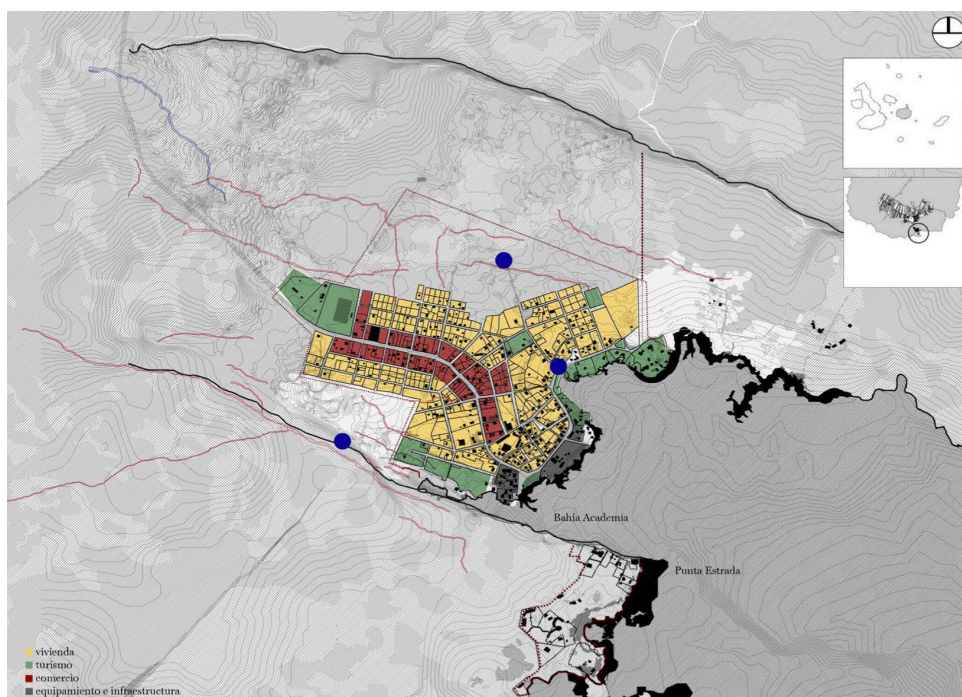 Bahía Academia
Punta Estrada
vivienda
turismo
comercio
equipamiento e infraestructura